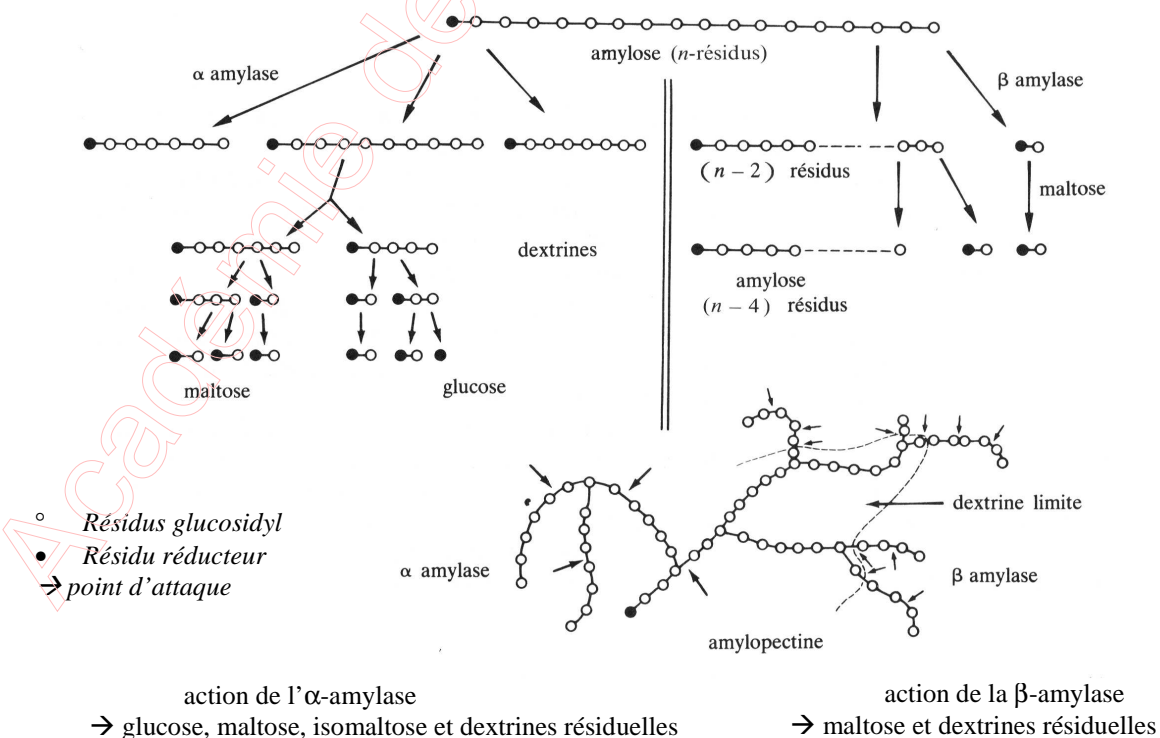 amylose (n-résidus)
α amylase
β amylase
(n – 2) résidus
maltose
dextrines
amylose
(n – 4) résidus
maltose
glucose
dextrine limite
○ Résidus glucosidyl
● Résidu réducteur
→ point d'attaque
α amylase
β amylase
amylopectine
action de l'α-amylase
→ glucose, maltose, isomaltose et dextrines résiduelles
action de la β-amylase
→ maltose et dextrines résiduelles
Académie de